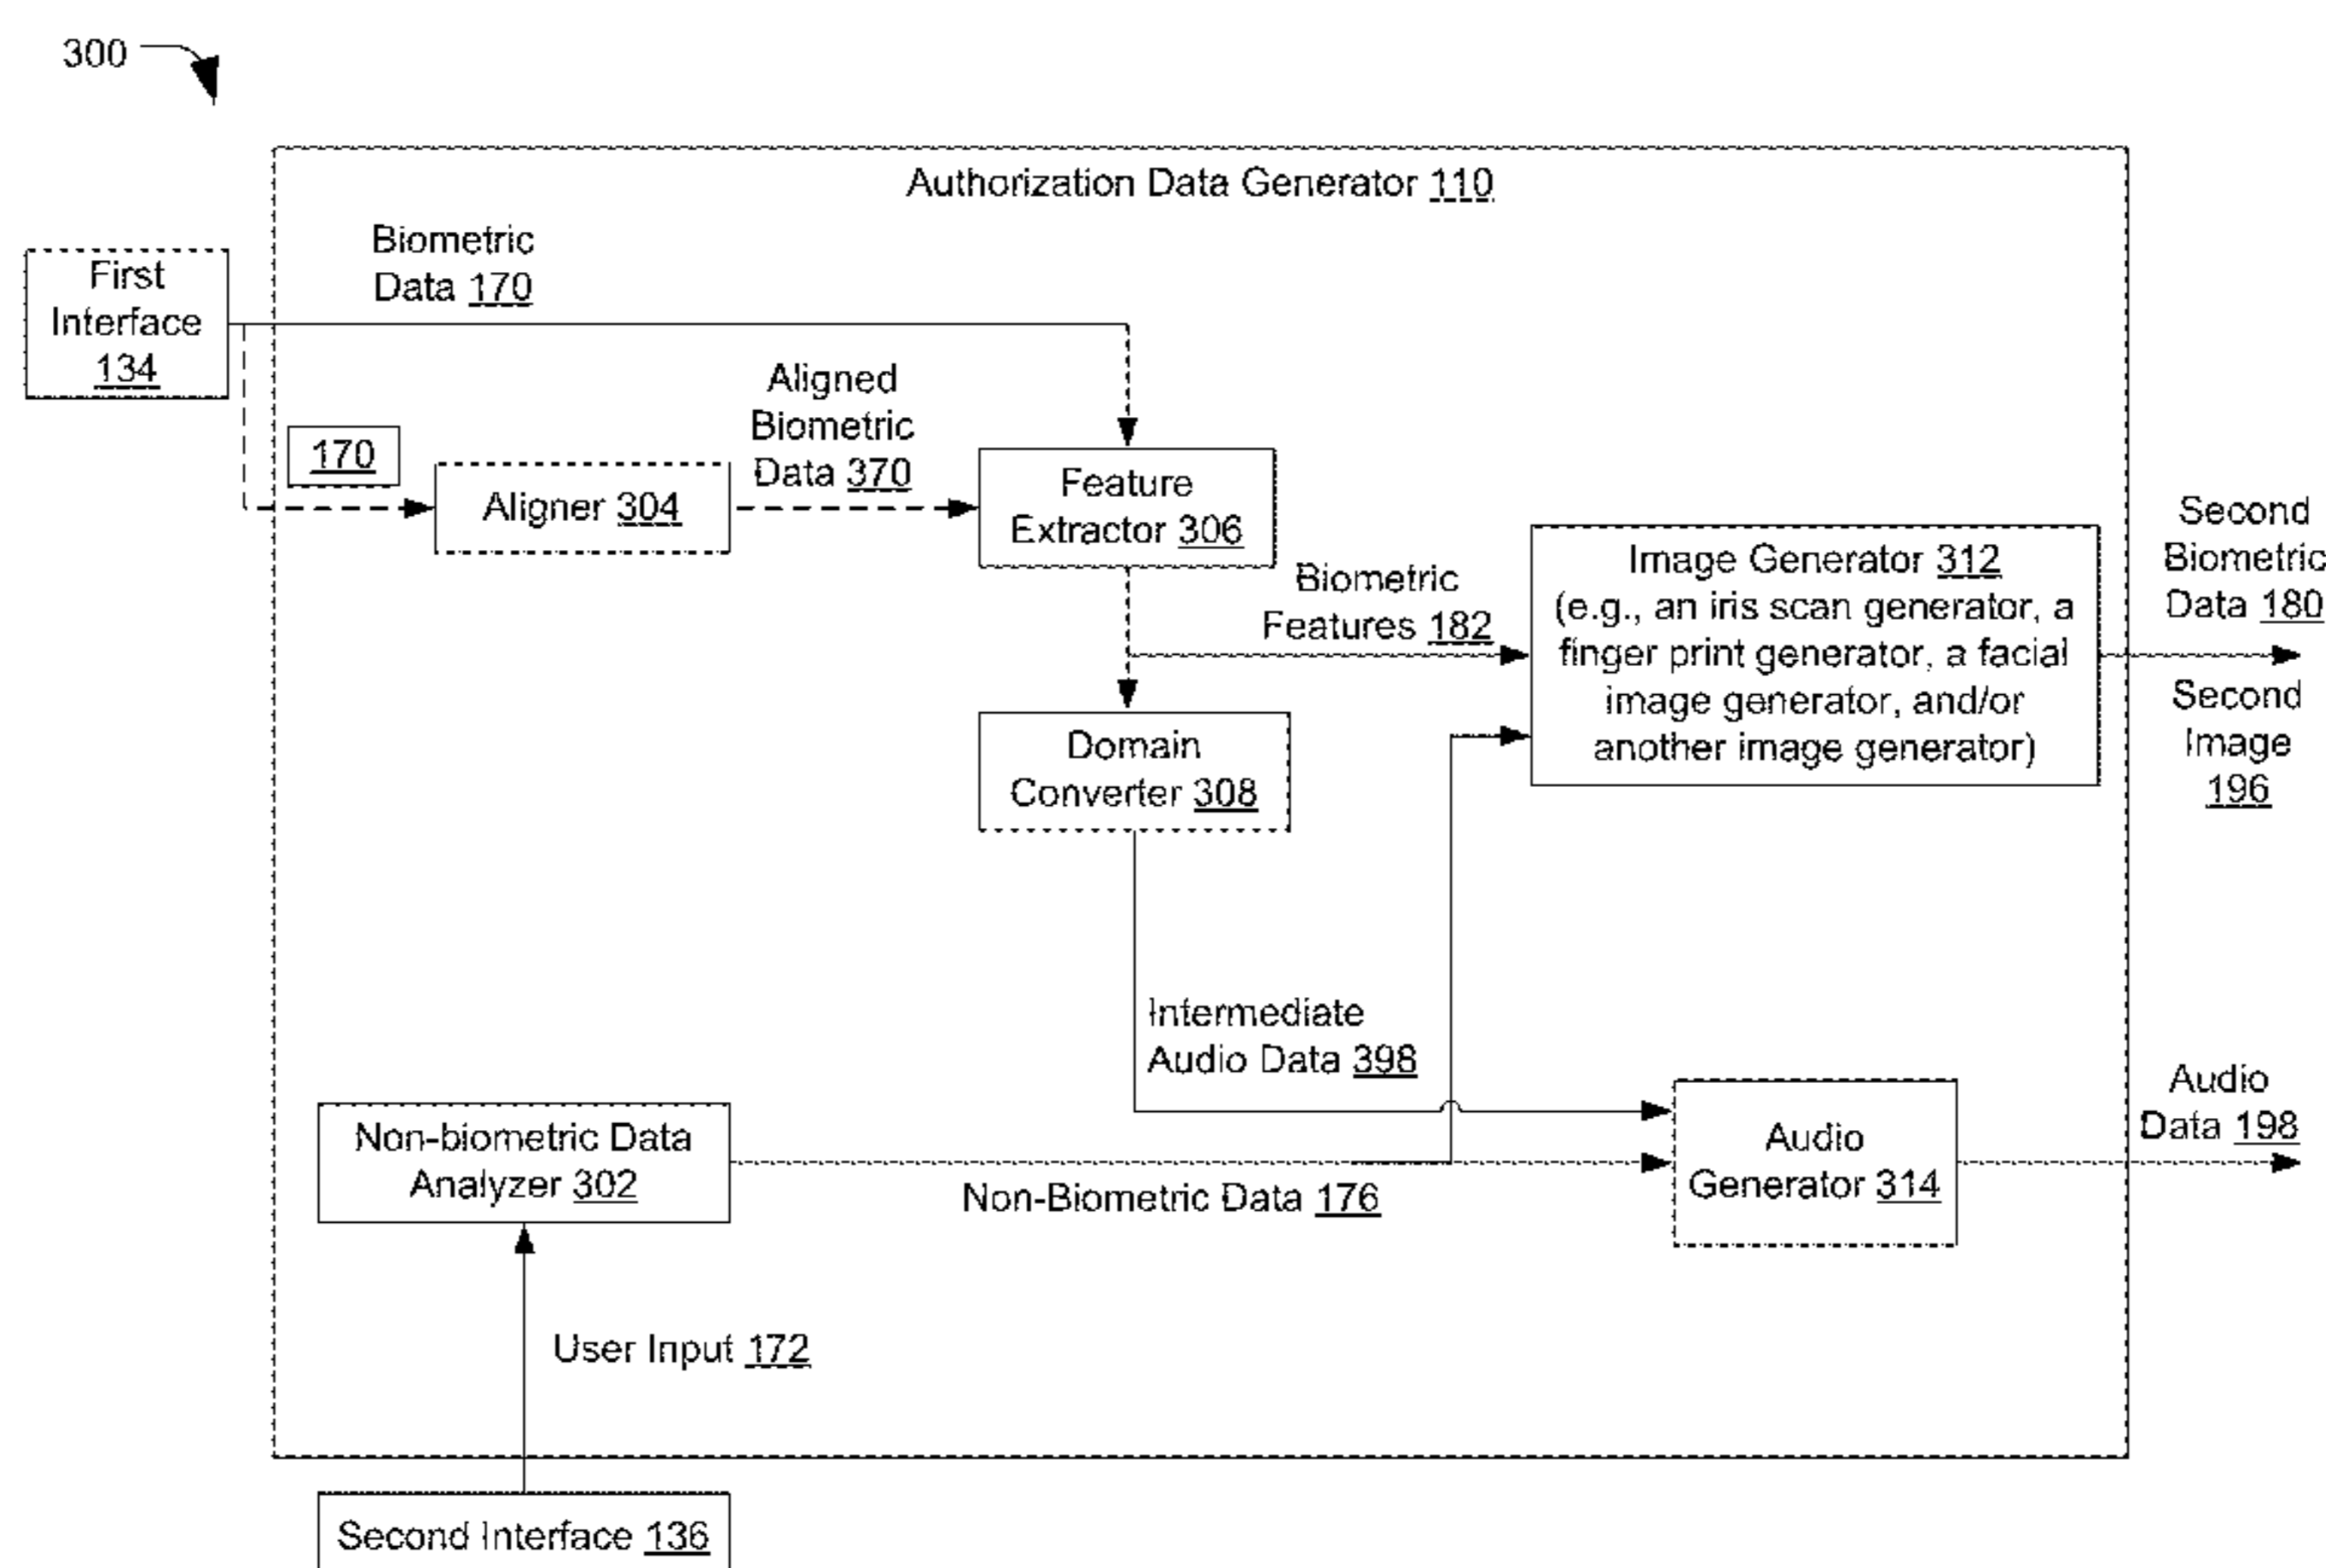 300
Authorization Data Generator 110
First
Interface
134
Biometric
Data 170
170
Aligner 304
Aligned
Biometric
Data 370
Feature
Extractor 306
Biometric
Features 182
Image Generator 312
(e.g., an iris scan generator, a
finger print generator, a facial
image generator, and/or
another image generator)
Second
Biometric
Data 180
Second
Image
196
Domain
Converter 308
Intermediate
Audio Data 398
Non-biometric Data
Analyzer 302
Non-Biometric Data 176
Audio
Generator 314
Audio
Data 198
User Input 172
Second Interface 136